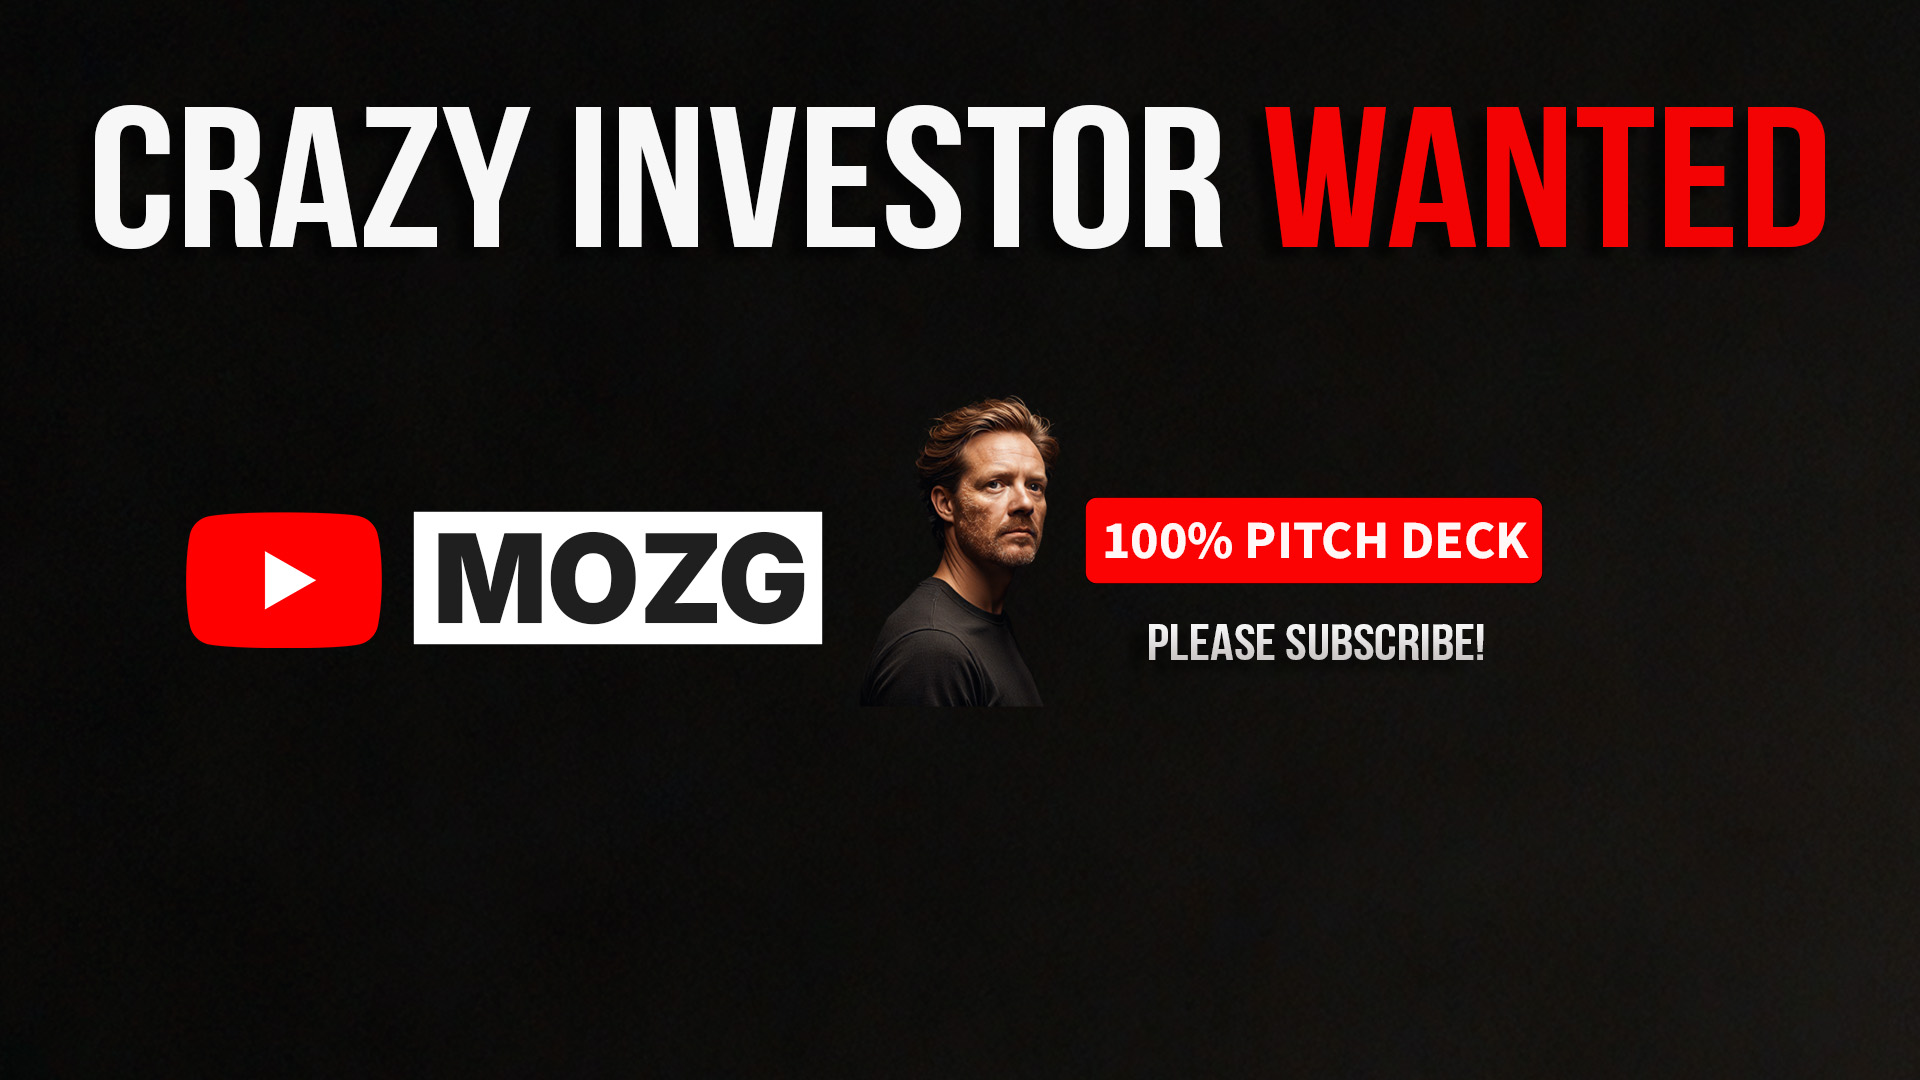 CRAZY INVESTOR WANTED
MOZG
100% PITCH DECK
PLEASE SUBSCRIBE!